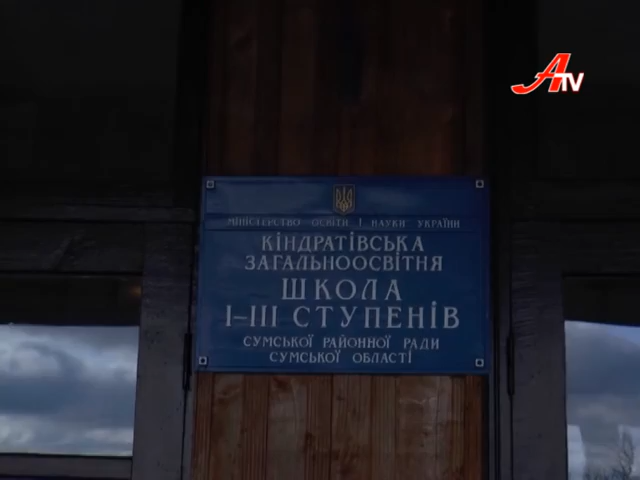 ATV
МІНІСТЕРСТВО ОСВІТИ І НАУКИ УКРАЇНИ
КІНДРАТІВСЬКА
ЗАГАЛЬНООСВІТНЯ
ШКОЛА
І–ІІІ СТУПЕНІВ
СУМСЬКОЇ РАЙОННОЇ РАДИ
СУМСЬКОЇ ОБЛАСТІ